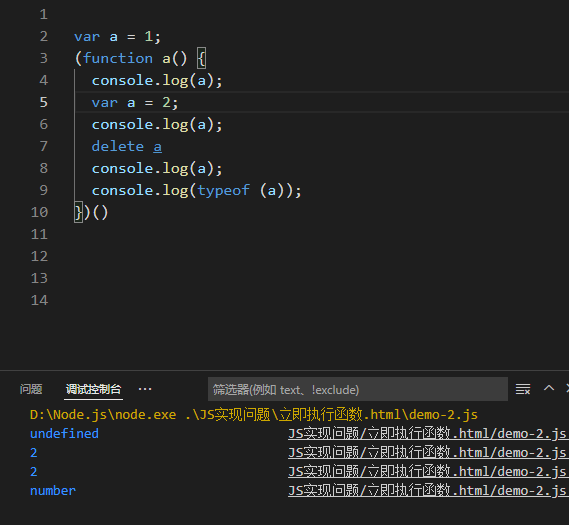 1
2 var a = 1;
3 (function a() {
4 console.log(a);
5 var a = 2;
6 console.log(a);
7 delete a
8 console.log(a);
9 console.log(typeof (a));
10 })()
11
12
13
14
问题 调试控制台 ··· 筛选器(例如 text、!exclude)
D:\Node.js\node.exe .\JS实现问题\立即执行函数.html\demo-2.js
undefined JS实现问题/立即执行函数.html/demo-2.js
2 JS实现问题/立即执行函数.html/demo-2.js
2 JS实现问题/立即执行函数.html/demo-2.js
number JS实现问题/立即执行函数.html/demo-2.js